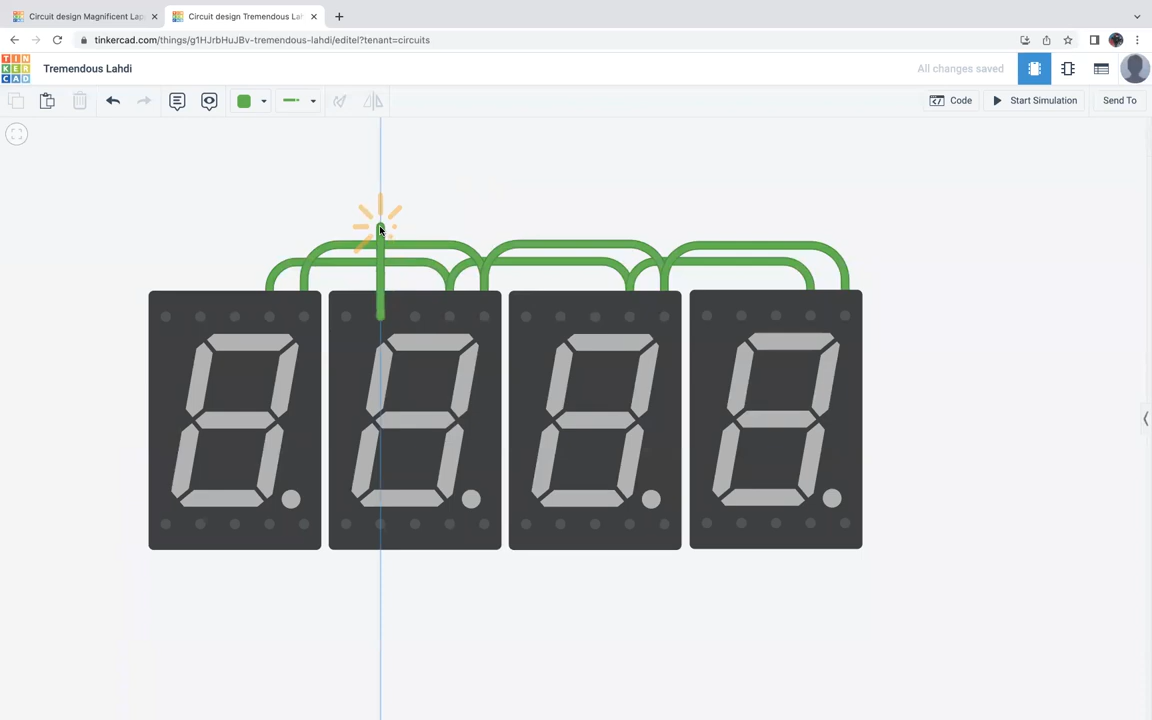 Circuit design Magnificent Lap
Circuit design Tremendous Lah
tinkercad.com/things/g1HJrbHuJBv-tremendous-lahdi/editel?tenant=circuits
TIN
KER
CAD
Tremendous Lahdi
All changes saved
Code
Start Simulation
Send To